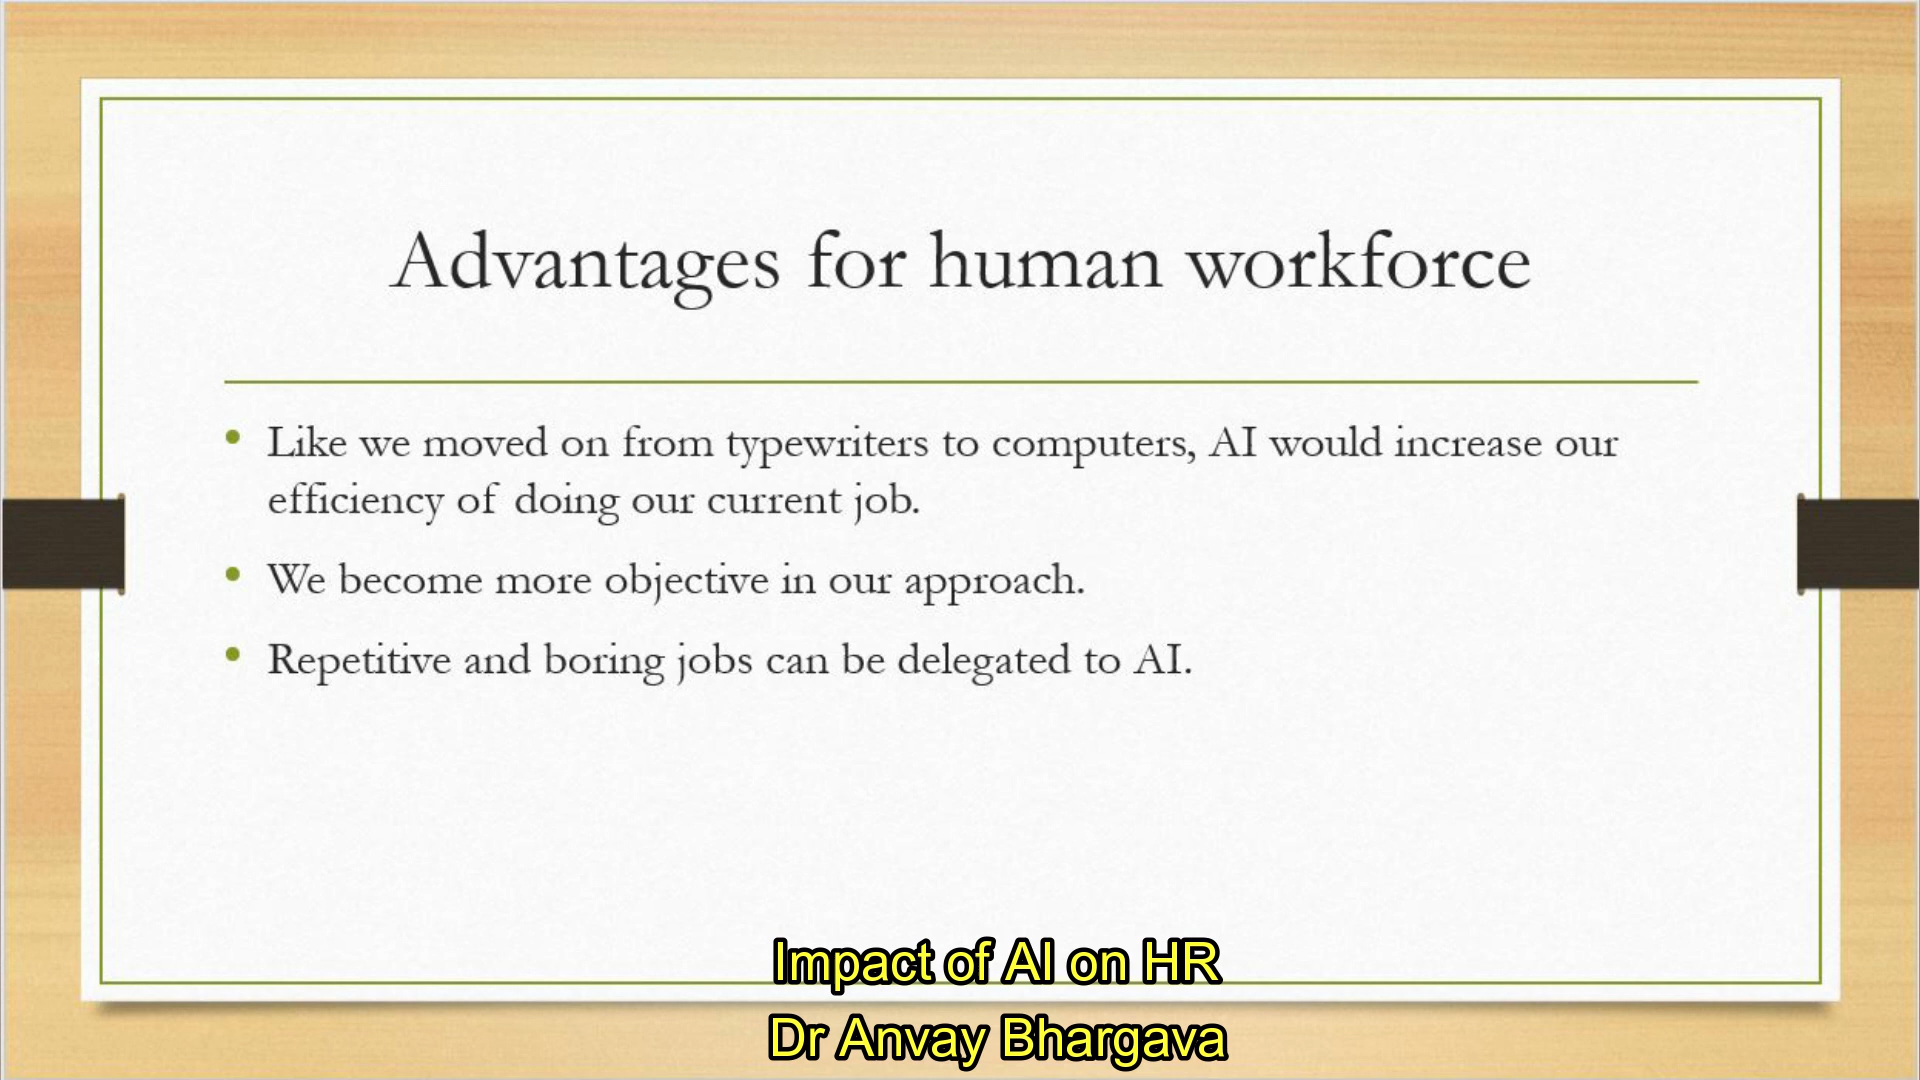 Advantages for human workforce
• Like we moved on from typewriters to computers, AI would increase our
efficiency of doing our current job.
• We become more objective in our approach.
• Repetitive and boring jobs can be delegated to AI.
Impact of AI on HR
Dr Anvay Bhargava